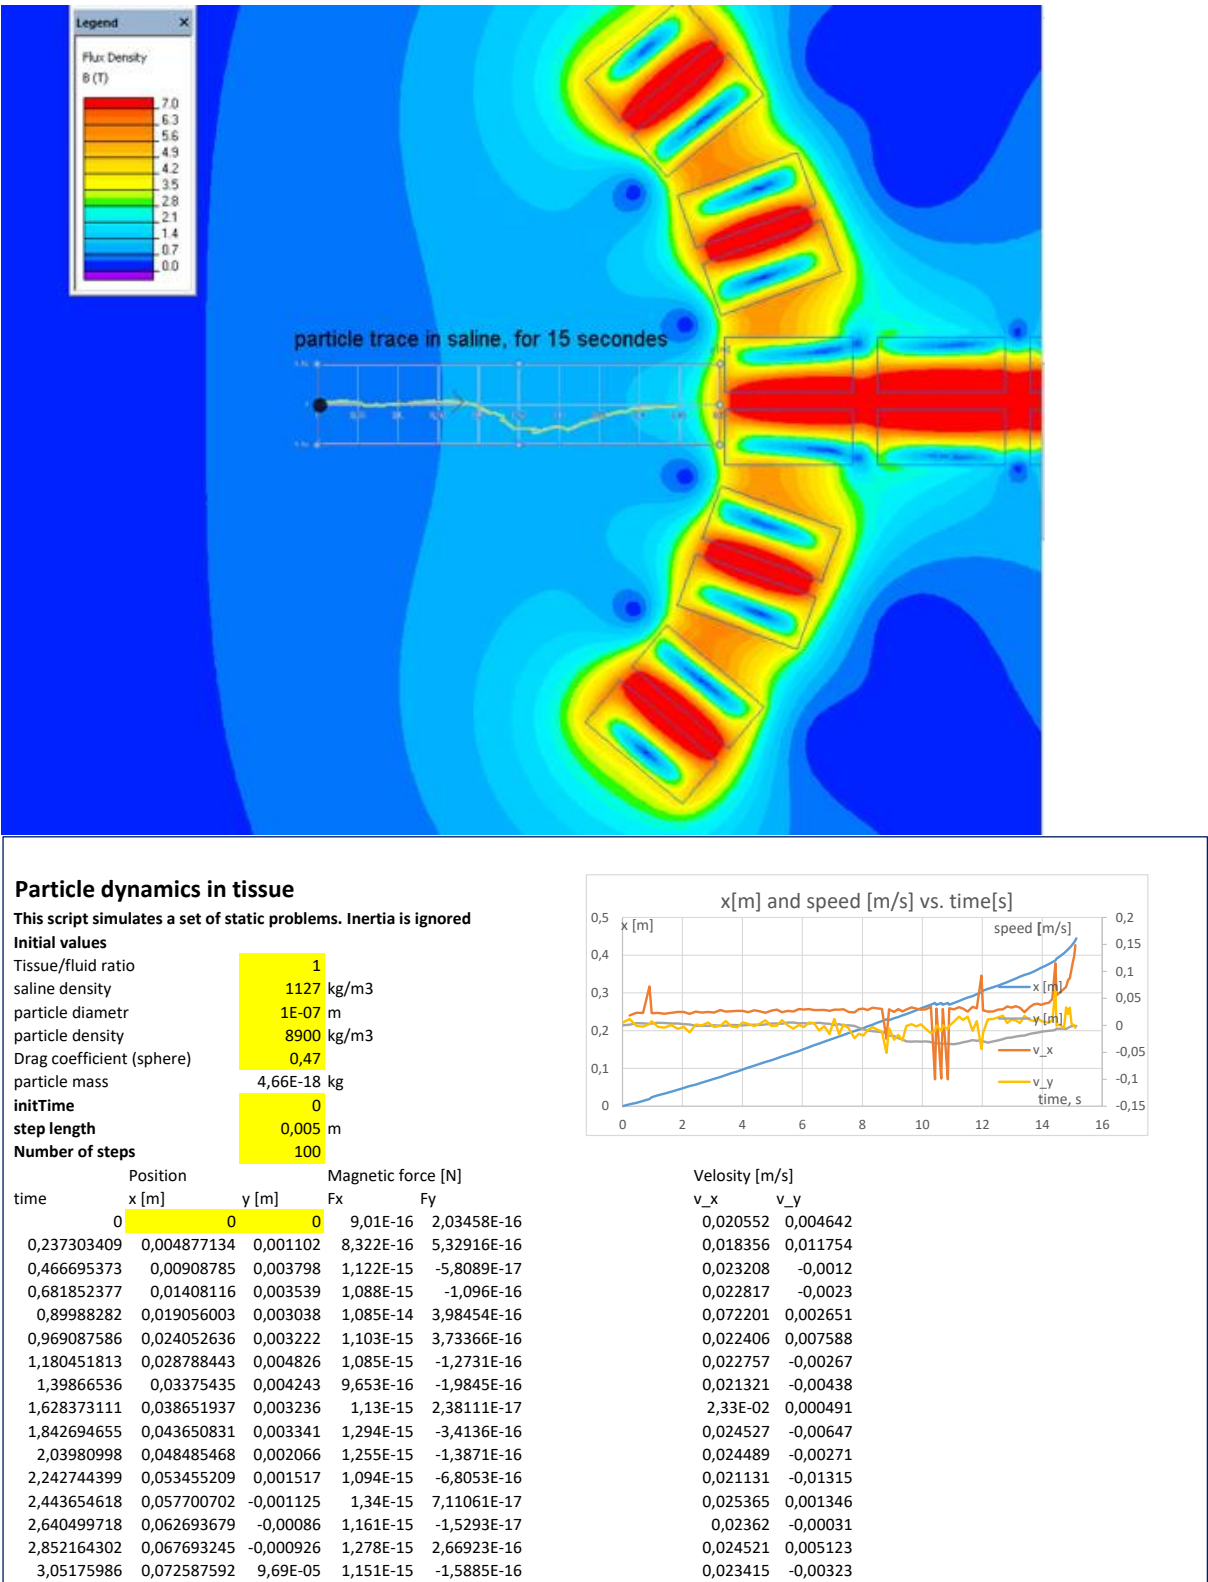 Legend ×
Flux Density
B (T)
7.0
6.3
5.6
4.9
4.2
3.5
2.8
2.1
1.4
0.7
0.0
particle trace in saline, for 15 secondes
Particle dynamics in tissue
This script simulates a set of static problems. Inertia is ignored
Initial values
Tissue/fluid ratio 1
saline density 1127 kg/m3
particle diametr 1E-07 m
particle density 8900 kg/m3
Drag coefficient (sphere) 0,47
particle mass 4,66E-18 kg
initTime 0
step length 0,005 m
Number of steps 100
x[m] and speed [m/s] vs. time[s]
0,5 x [m] speed [m/s] 0,2
0,4 0,15
0,1
0,3 x [m] 0,05
0,2 y [m] 0
v_x -0,05
0,1 v_y -0,1
0 time, s -0,15
0 2 4 6 8 10 12 14 16
Position Magnetic force [N] Velosity [m/s]
time x [m] y [m] Fx Fy v_x v_y
0 0 0 9,01E-16 2,03458E-16 0,020552 0,004642
0,237303409 0,004877134 0,001102 8,322E-16 5,32916E-16 0,018356 0,011754
0,466695373 0,00908785 0,003798 1,122E-15 -5,8089E-17 0,023208 -0,0012
0,681852377 0,01408116 0,003539 1,088E-15 -1,096E-16 0,022817 -0,0023
0,89988282 0,019056003 0,003038 1,085E-14 3,98454E-16 0,072201 0,002651
0,969087586 0,024052636 0,003222 1,103E-15 3,73366E-16 0,022406 0,007588
1,180451813 0,028788443 0,004826 1,085E-15 -1,2731E-16 0,022757 -0,00267
1,39866536 0,03375435 0,004243 9,653E-16 -1,9845E-16 0,021321 -0,00438
1,628373111 0,038651937 0,003236 1,13E-15 2,38111E-17 2,33E-02 0,000491
1,842694655 0,043650831 0,003341 1,294E-15 -3,4136E-16 0,024527 -0,00647
2,03980998 0,048485468 0,002066 1,255E-15 -1,3871E-16 0,024489 -0,00271
2,242744399 0,053455209 0,001517 1,094E-15 -6,8053E-16 0,021131 -0,01315
2,443654618 0,057700702 -0,001125 1,34E-15 7,11061E-17 0,025365 0,001346
2,640499718 0,062693679 -0,00086 1,161E-15 -1,5293E-17 0,02362 -0,00031
2,852164302 0,067693245 -0,000926 1,278E-15 2,66923E-16 0,024521 0,005123
3,05175986 0,072587592 9,69E-05 1,151E-15 -1,5885E-16 0,023415 -0,00323